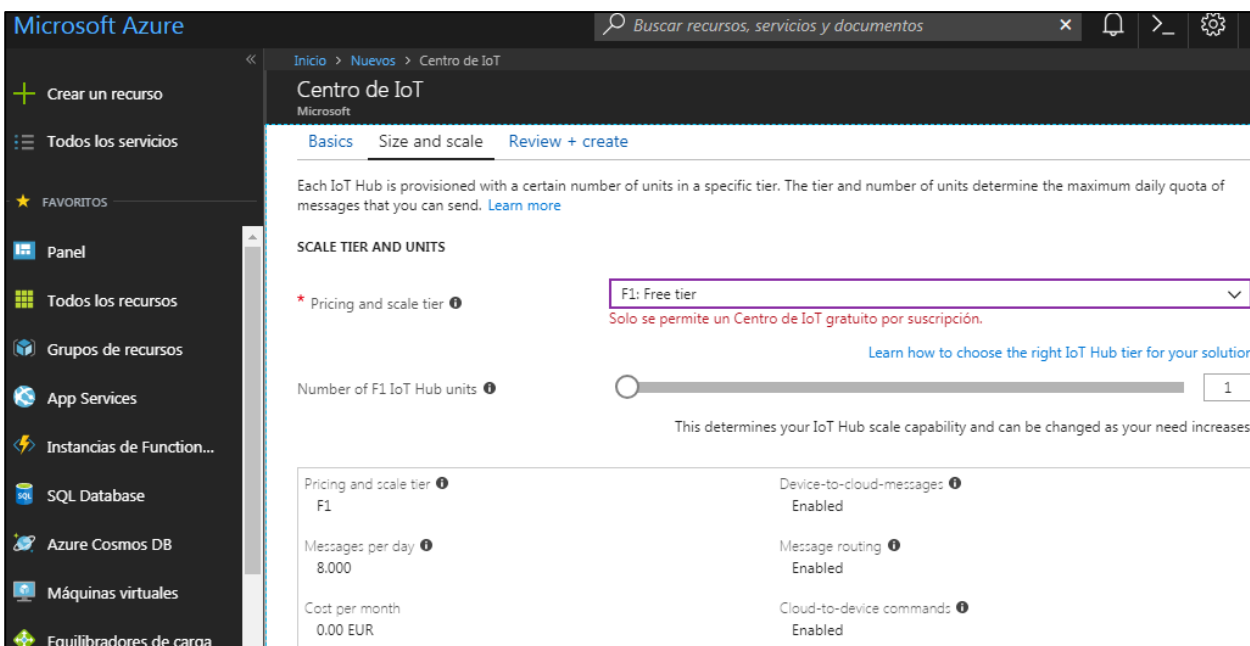 Microsoft Azure
Buscar recursos, servicios y documentos
Inicio > Nuevos > Centro de IoT
Centro de IoT
Microsoft
Crear un recurso
Todos los servicios
FAVORITOS
Panel
Todos los recursos
Grupos de recursos
App Services
Instancias de Function...
SQL Database
Azure Cosmos DB
Máquinas virtuales
Equilibradores de carga
Basics Size and scale Review + create
Each IoT Hub is provisioned with a certain number of units in a specific tier. The tier and number of units determine the maximum daily quota of
messages that you can send. Learn more
SCALE TIER AND UNITS
* Pricing and scale tier
F1: Free tier
Solo se permite un Centro de IoT gratuito por suscripción.
Learn how to choose the right IoT Hub tier for your solution
Number of F1 IoT Hub units
1
This determines your IoT Hub scale capability and can be changed as your need increases
Pricing and scale tier
F1
Device-to-cloud-messages
Enabled
Messages per day
8.000
Message routing
Enabled
Cost per month
0.00 EUR
Cloud-to-device commands
Enabled